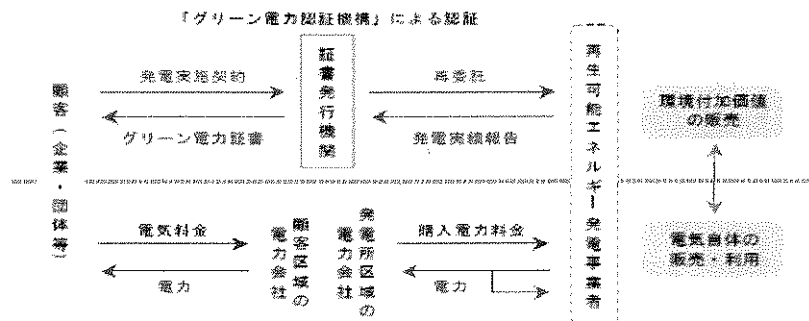 「グリーン電力認証機構」による認証
顧客（企業・団体等）
発電実施契約
グリーン電力証書
証書発行機関
再委託
発電実績報告
再生可能エネルギー発電事業者
環境付加価値
の販売
電気料金
電力
顧客区域の
電力会社
発電所区域の
電力会社
購入電力料金
電力
電気自体の
販売・利用